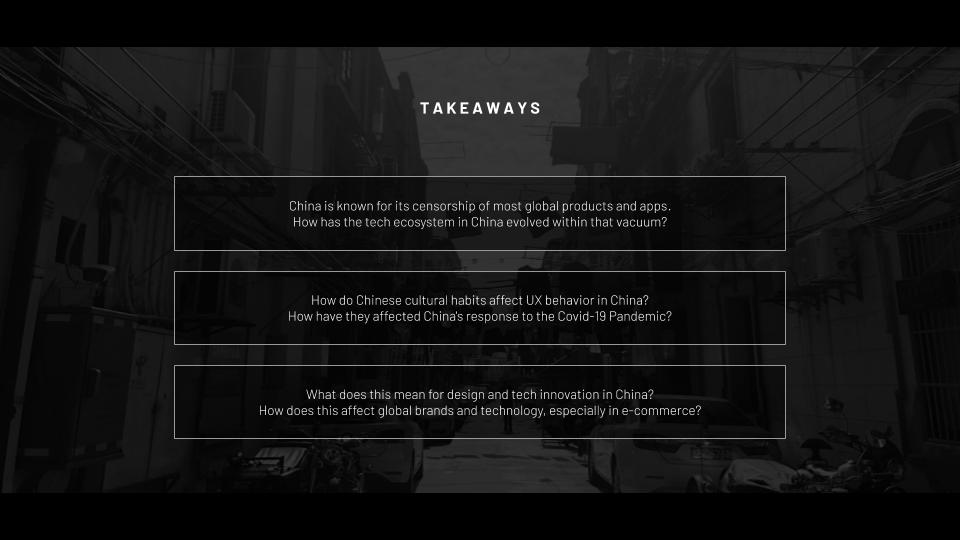 TAKEAWAYS
China is known for its censorship of most global products and apps.
How has the tech ecosystem in China evolved within that vacuum?
How do Chinese cultural habits affect UX behavior in China?
How have they affected China's response to the Covid-19 Pandemic?
What does this mean for design and tech innovation in China?
How does this affect global brands and technology, especially in e-commerce?